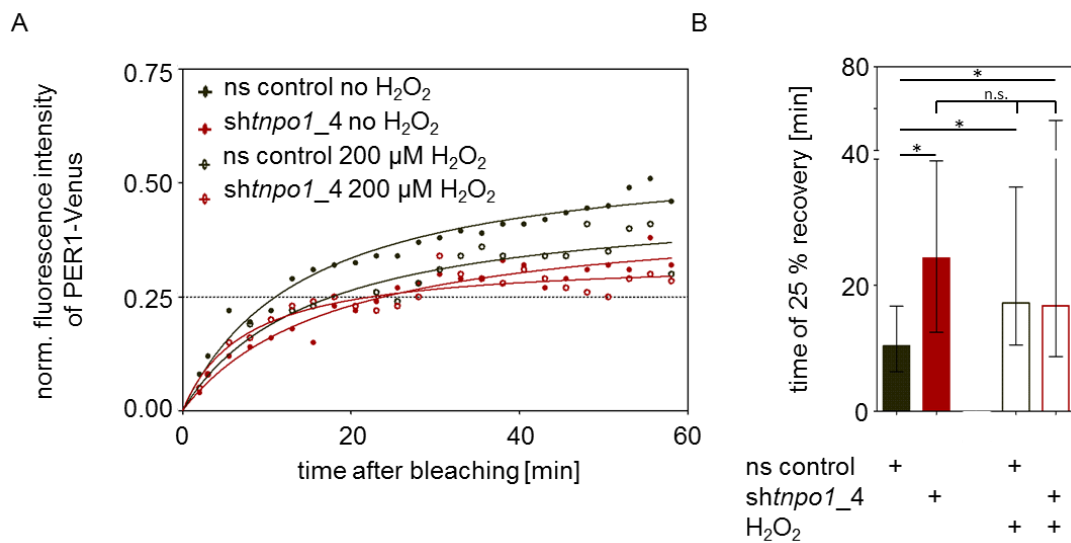 A
norm. fluorescence intensity
of PER1-Venus
0.75
0.50
0.25
0.00
ns control no H₂O₂
shtnpo1_4 no H₂O₂
ns control 200 µM H₂O₂
shtnpo1_4 200 µM H₂O₂
0 20 40 60
time after bleaching [min]
B
time of 25 % recovery [min]
80
40
20
0
*
n.s.
*
*
ns control + +
shtnpo1_4 + +
H₂O₂ + +